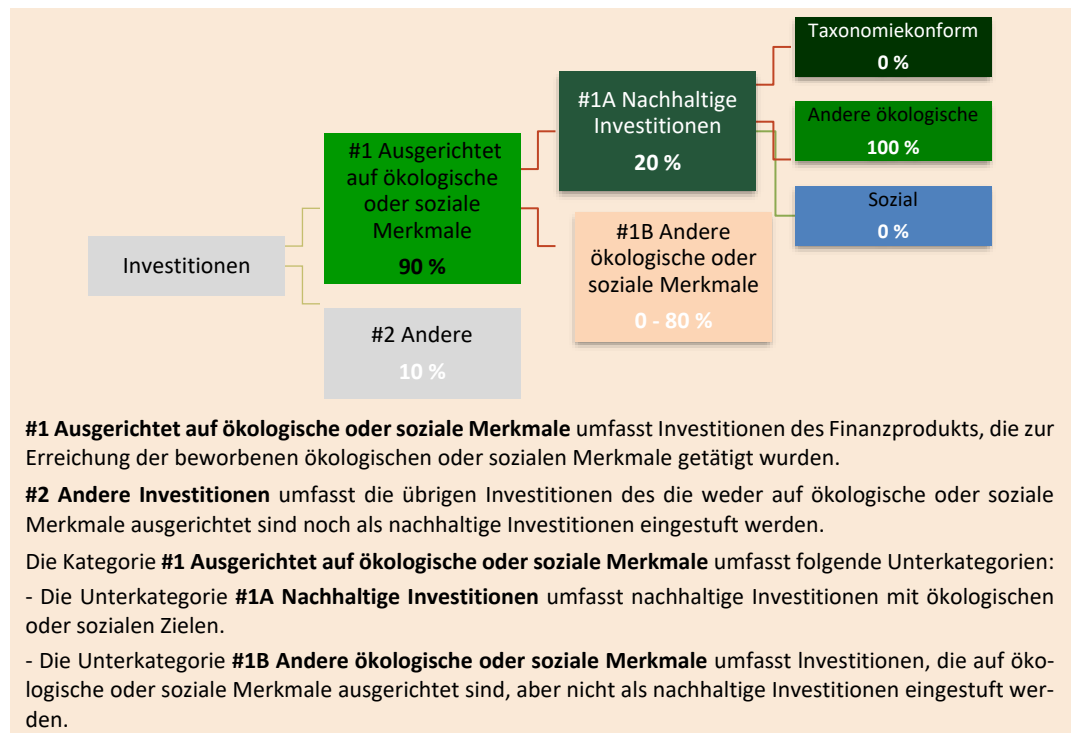 Taxonomiekonform
0 %
#1A Nachhaltige
Investitionen
20 %
Andere ökologische
100 %
#1 Ausgerichtet
auf ökologische
oder soziale
Merkmale
90 %
Sozial
0 %
#1B Andere
ökologische oder
soziale Merkmale
0 - 80 %
Investitionen
#2 Andere
10 %
#1 Ausgerichtet auf ökologische oder soziale Merkmale umfasst Investitionen des Finanzprodukts, die zur
Erreichung der beworbenen ökologischen oder sozialen Merkmale getätigt wurden.
#2 Andere Investitionen umfasst die übrigen Investitionen des die weder auf ökologische oder soziale
Merkmale ausgerichtet sind noch als nachhaltige Investitionen eingestuft werden.
Die Kategorie #1 Ausgerichtet auf ökologische oder soziale Merkmale umfasst folgende Unterkategorien:
- Die Unterkategorie #1A Nachhaltige Investitionen umfasst nachhaltige Investitionen mit ökologischen
oder sozialen Zielen.
- Die Unterkategorie #1B Andere ökologische oder soziale Merkmale umfasst Investitionen, die auf öko-
logische oder soziale Merkmale ausgerichtet sind, aber nicht als nachhaltige Investitionen eingestuft wer-
den.